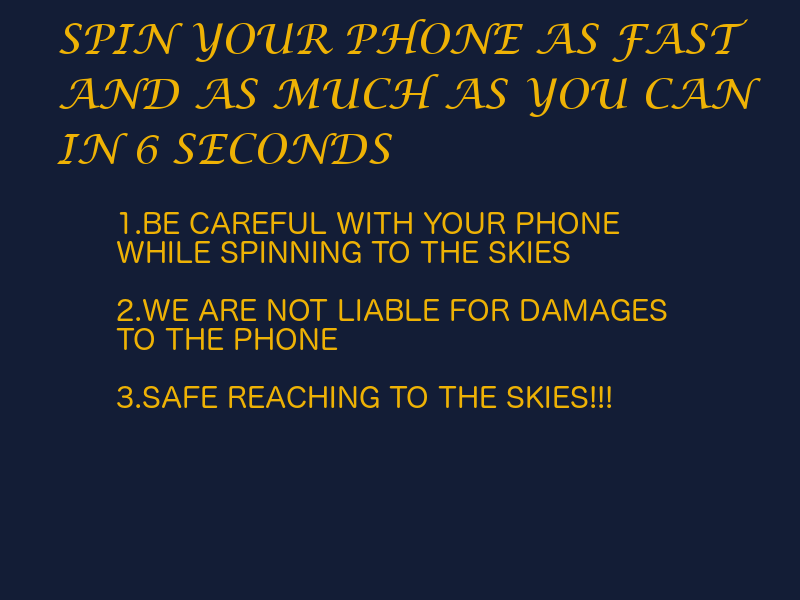 SPIN YOUR PHONE AS FAST
AND AS MUCH AS YOU CAN
IN 6 SECONDS
1.BE CAREFUL WITH YOUR PHONE
WHILE SPINNING TO THE SKIES
2.WE ARE NOT LIABLE FOR DAMAGES
TO THE PHONE
3.SAFE REACHING TO THE SKIES!!!